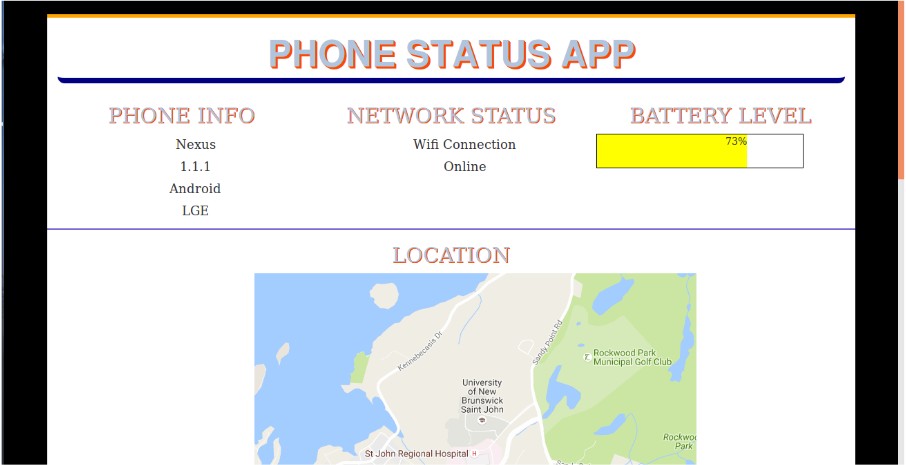 PHONE STATUS APP
PHONE INFO
Nexus
1.1.1
Android
LGE
NETWORK STATUS
Wifi Connection
Online
BATTERY LEVEL
73%
LOCATION
Kennebecasis Dr
Sandy Point Rd
Rockwood Park
Municipal Golf Club
University
of New
Brunswick
Saint John
St John Regional Hospital
H
Rockwoo
Park